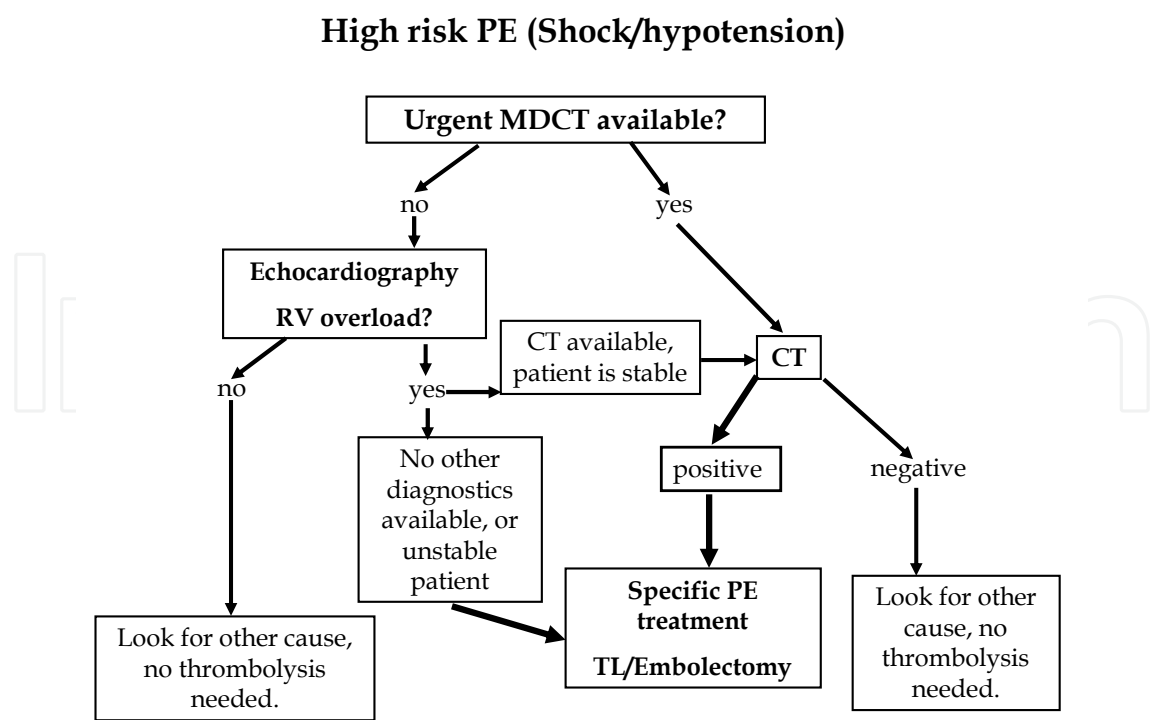 High risk PE (Shock/hypotension)
Urgent MDCT available?
no
yes
Echocardiography
RV overload?
CT available,
patient is stable
CT
no
yes
No other
diagnostics
available, or
unstable
patient
positive
negative
Specific PE
treatment
TL/Embolectomy
Look for other
cause, no
thrombolysis
needed.
Look for other cause,
no thrombolysis
needed.